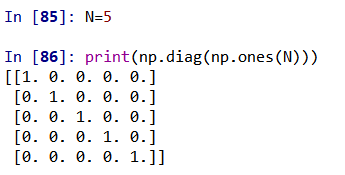 In [85]: N=5
In [86]: print(np.diag(np.ones(N)))
[[1. 0. 0. 0. 0.]
 [0. 1. 0. 0. 0.]
 [0. 0. 1. 0. 0.]
 [0. 0. 0. 1. 0.]
 [0. 0. 0. 0. 1.]]